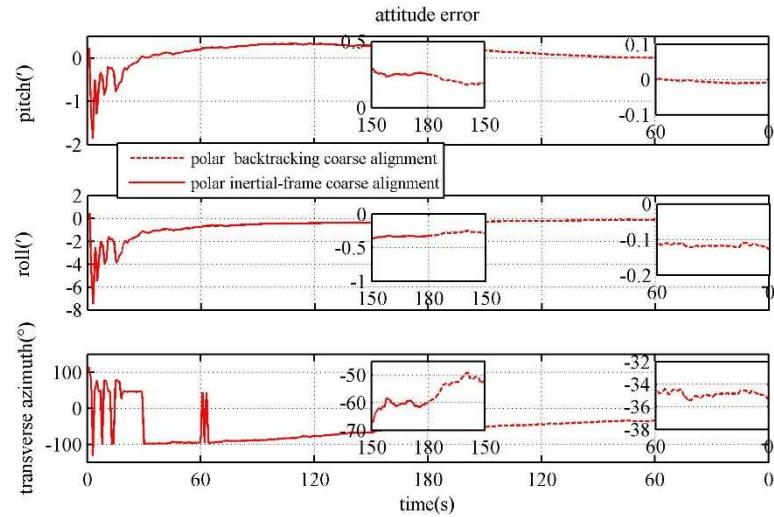 attitude error
pitch(′)
0
-1
-2
0.5
0
150 180 150
0.1
0
-0.1
60 0
polar backtracking coarse alignment
polar inertial-frame coarse alignment
roll(′)
2
0
-2
-4
-6
-8
0
-0.5
-1
150 180 150
0
-0.1
-0.2
60 0
transverse azimuth(°)
100
0
-100
-50
-60
-70
150 180 150
-32
-34
-36
-38
0 60 120 180 120 60 0
time(s)